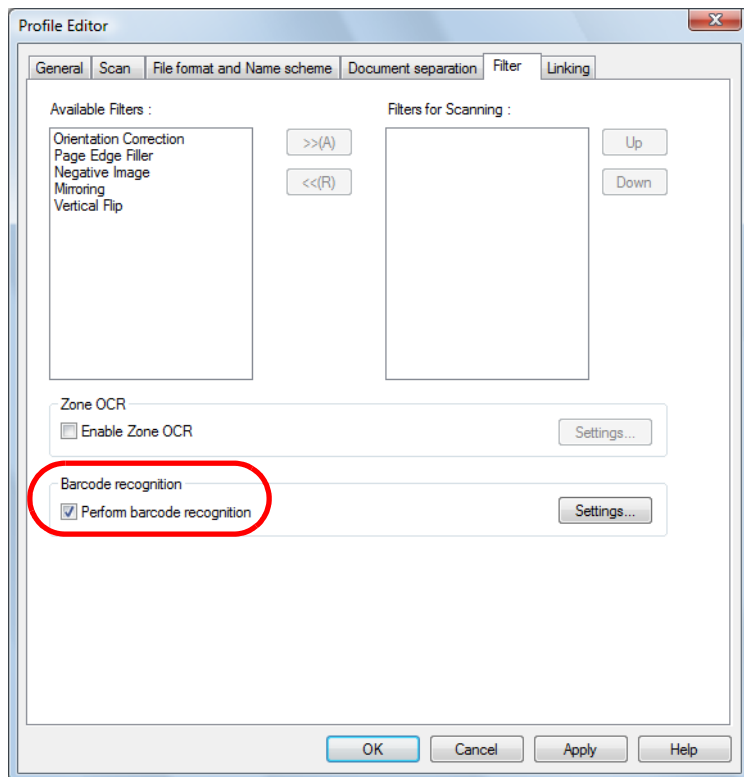 Profile Editor
General Scan File format and Name scheme Document separation Filter Linking
Available Filters :
Filters for Scanning :
Orientation Correction
Page Edge Filler
Negative Image
Mirroring
Vertical Flip
>>(A)
<<(R)
Up
Down
Zone OCR
Enable Zone OCR
Settings...
Barcode recognition
Perform barcode recognition
Settings...
OK Cancel Apply Help